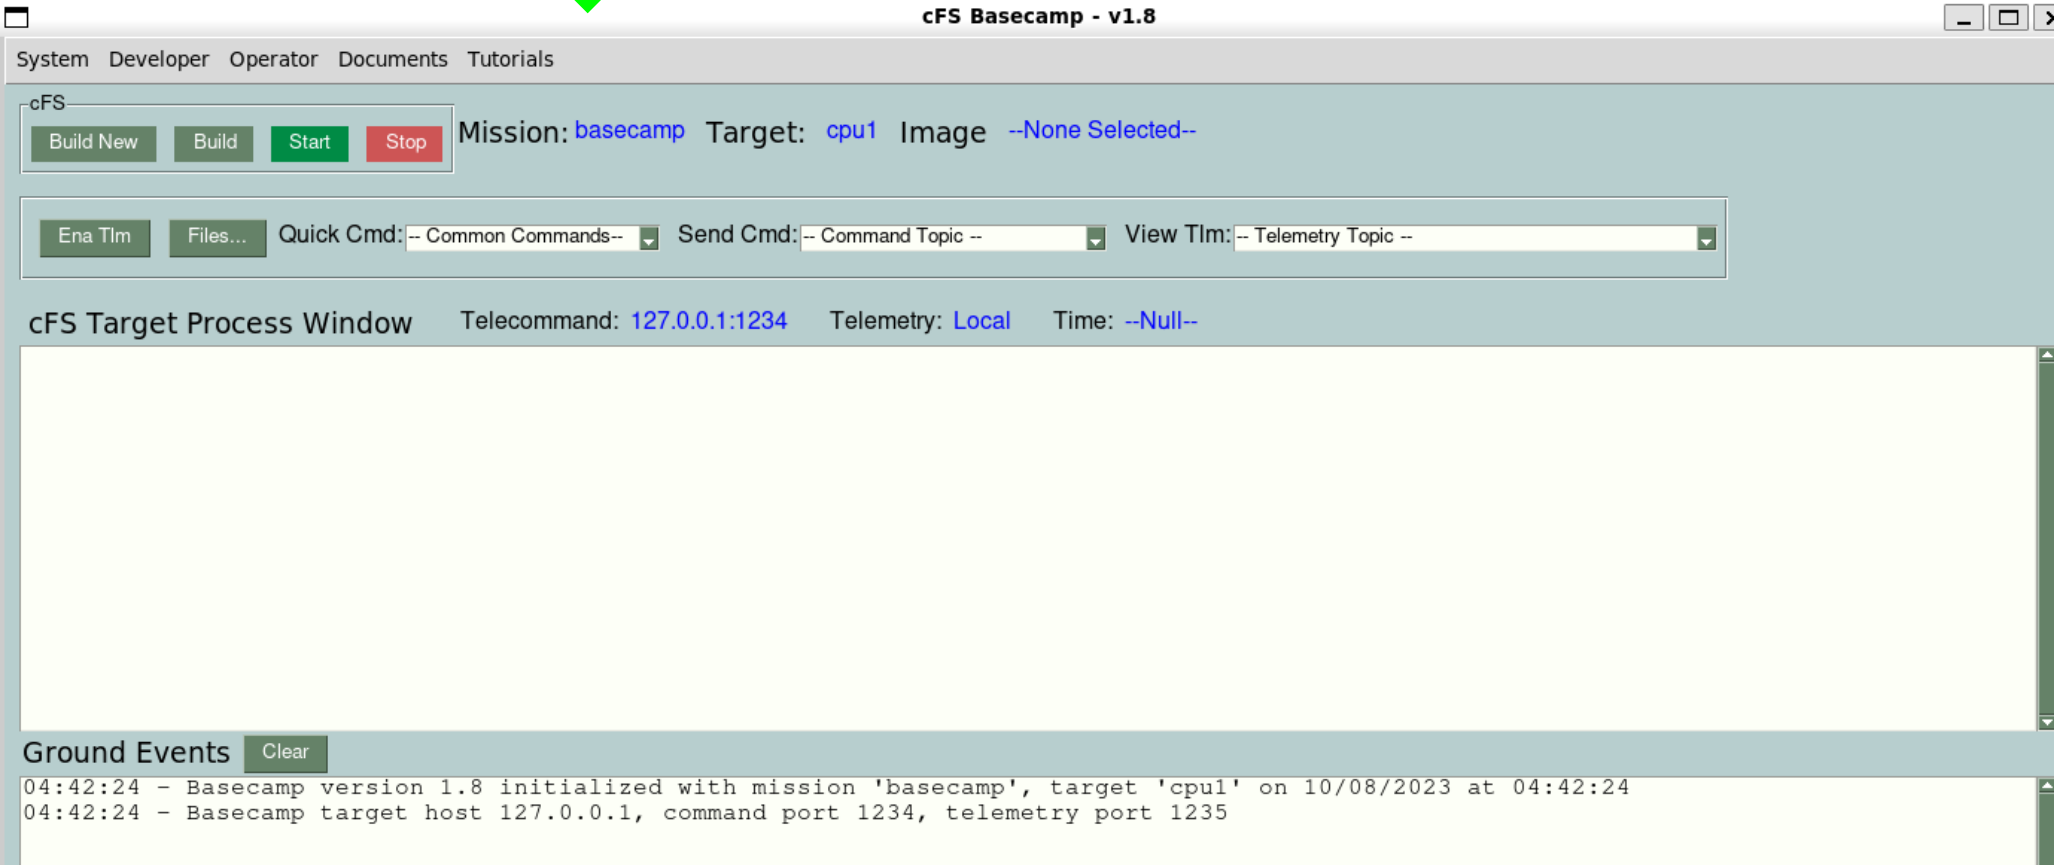 cFS Basecamp - v1.8
System Developer Operator Documents Tutorials
cFS
Build New Build Start Stop Mission: basecamp Target: cpu1 Image --None Selected--
Ena Tlm Files... Quick Cmd: -- Common Commands-- Send Cmd: -- Command Topic -- View Tlm: -- Telemetry Topic --
cFS Target Process Window Telecommand: 127.0.0.1:1234 Telemetry: Local Time: --Null--
Ground Events Clear
04:42:24 - Basecamp version 1.8 initialized with mission 'basecamp', target 'cpu1' on 10/08/2023 at 04:42:24
04:42:24 - Basecamp target host 127.0.0.1, command port 1234, telemetry port 1235